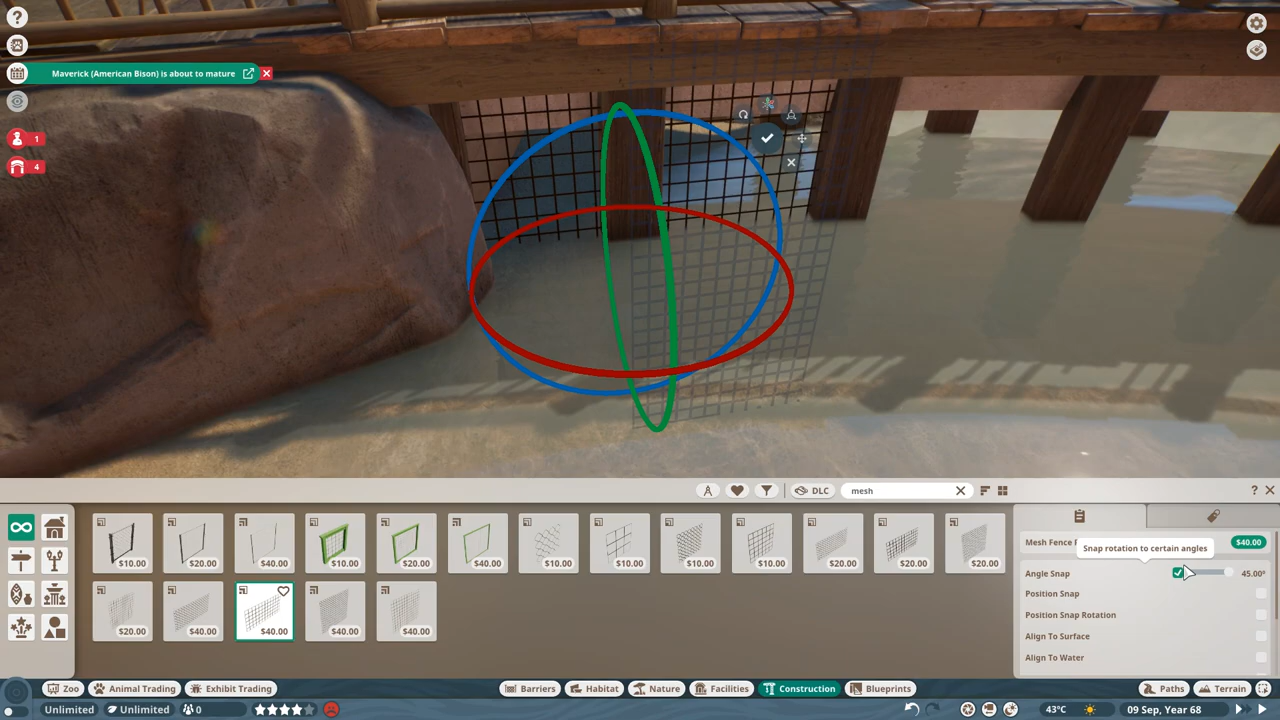 ?
Maverick (American Bison) is about to mature
1
4
DLC
mesh
?
$10.00
$20.00
$40.00
$10.00
$20.00
$40.00
$10.00
$10.00
$10.00
$10.00
$20.00
$20.00
$20.00
$20.00
$40.00
$40.00
$40.00
$40.00
Mesh Fence
$40.00
Snap rotation to certain angles
Angle Snap
45.00°
Position Snap
Position Snap Rotation
Align To Surface
Align To Water
Zoo
Animal Trading
Exhibit Trading
Barriers
Habitat
Nature
Facilities
Construction
Blueprints
Paths
Terrain
Unlimited
Unlimited
0
43°C
09 Sep, Year 68